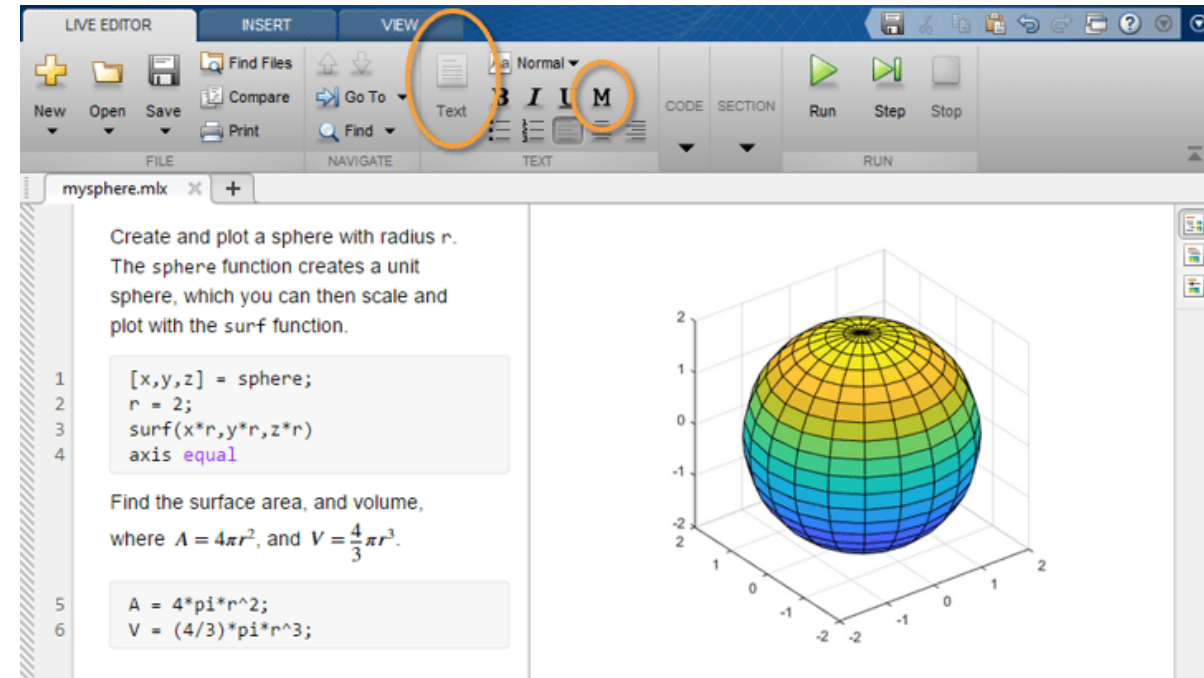 LIVE EDITOR INSERT VIEW
New Open Save
Find Files
Compare
Print
FILE
Go To
Find
NAVIGATE
Text
Aa Normal
B I U M
TEXT
CODE SECTION
Run Step Stop
RUN
mysphere.mlx
Create and plot a sphere with radius r.
The sphere function creates a unit
sphere, which you can then scale and
plot with the surf function.
1 [x,y,z] = sphere;
2 r = 2;
3 surf(x*r,y*r,z*r)
4 axis equal
Find the surface area, and volume,
where A = 4πr², and V = 4/3 πr³.
5 A = 4*pi*r^2;
6 V = (4/3)*pi*r^3;
2
1
0
-1
-2
2
1
0
-1
-2
-2
-1
0
1
2